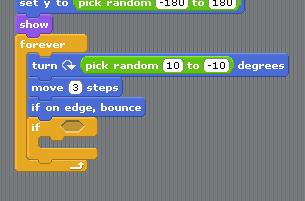 set y to pick random -180 to 180
show
forever
turn pick random 10 to -10 degrees
move 3 steps
if on edge, bounce
if